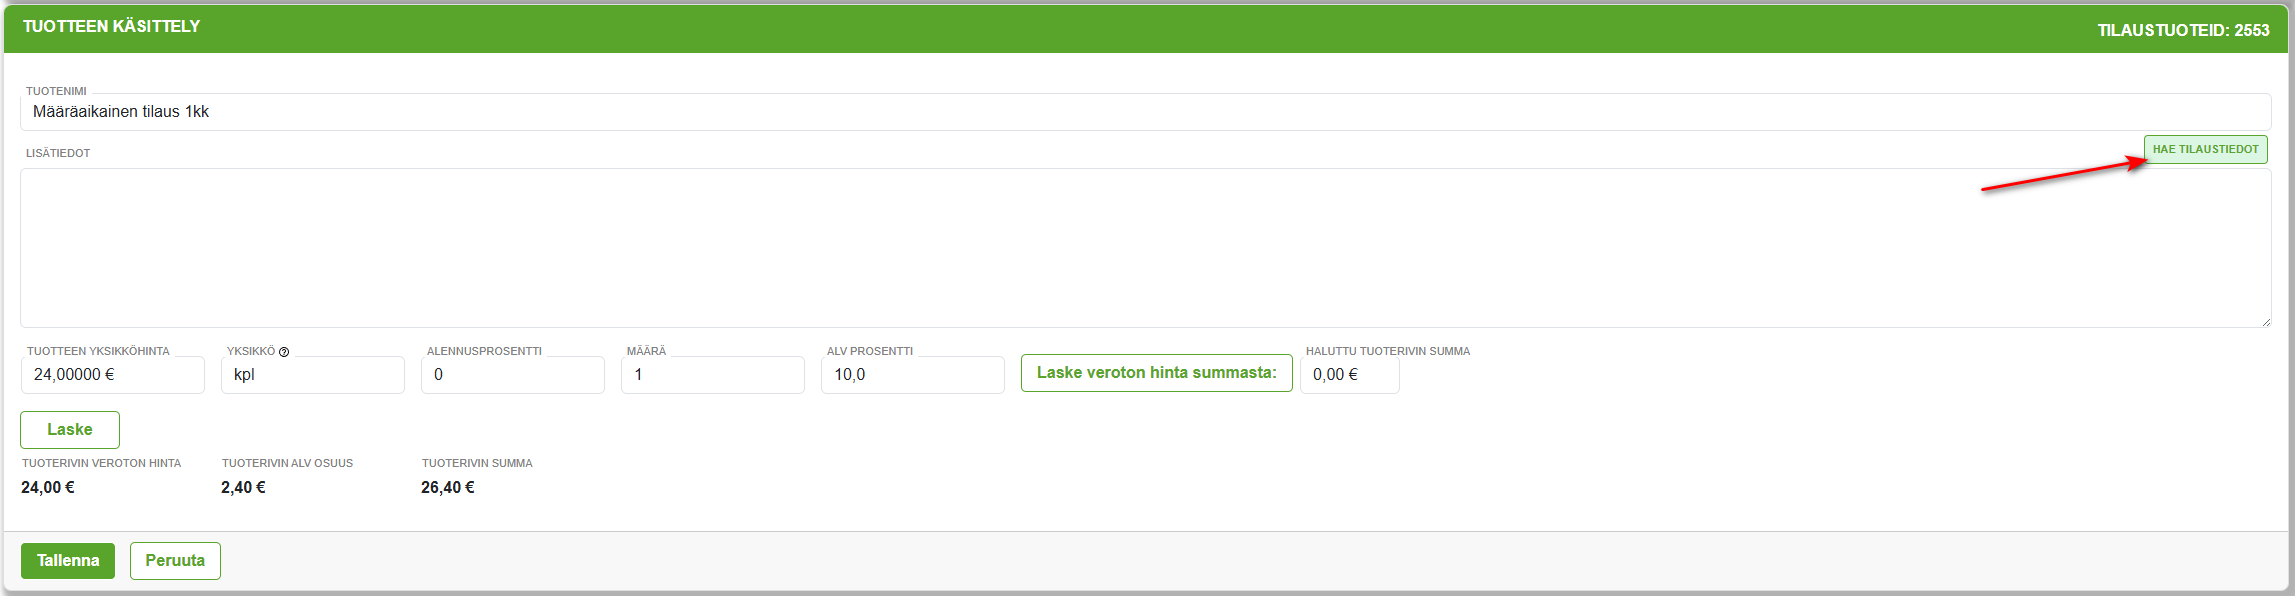 TUOTTEEN KÄSITTELY
TILAUSTUOTEID: 2553
TUOTENIMI
Määräaikainen tilaus 1kk
LISÄTIEDOT
HAE TILAUSTIEDOT
TUOTTEEN YKSIKKÖHINTA
24,00000 €
YKSIKKÖ
kpl
ALENNUSPROSENTTI
0
MÄÄRÄ
1
ALV PROSENTTI
10,0
Laske veroton hinta summasta:
HALUTTU TUOTERIVIN SUMMA
0,00 €
Laske
TUOTERIVIN VEROTON HINTA
24,00 €
TUOTERIVIN ALV OSUUS
2,40 €
TUOTERIVIN SUMMA
26,40 €
Tallenna
Peruuta